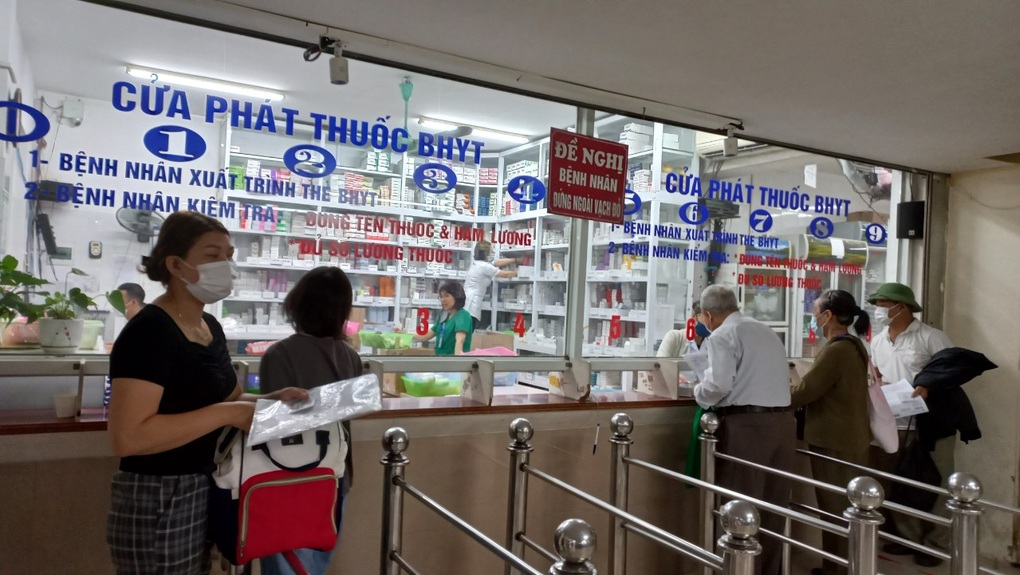 CỬA PHÁT THUỐC BHYT
1 1 2 3 4
1- BỆNH NHÂN XUẤT TRÌNH THẺ BHYT
2- BỆNH NHÂN KIỂM TRA: * ĐÚNG TÊN THUỐC & HÀM LƯỢNG
* ĐỦ SỐ LƯỢNG THUỐC
ĐỀ NGHỊ
BỆNH NHÂN
ĐỨNG NGOÀI VẠCH ĐỎ
CỬA PHÁT THUỐC BHYT
6 7 8 9
1- BỆNH NHÂN XUẤT TRÌNH THẺ BHYT
2- BỆNH NHÂN KIỂM TRA: * ĐÚNG TÊN THUỐC & HÀM LƯỢNG
* ĐỦ SỐ LƯỢNG THUỐC
3 4 5 6